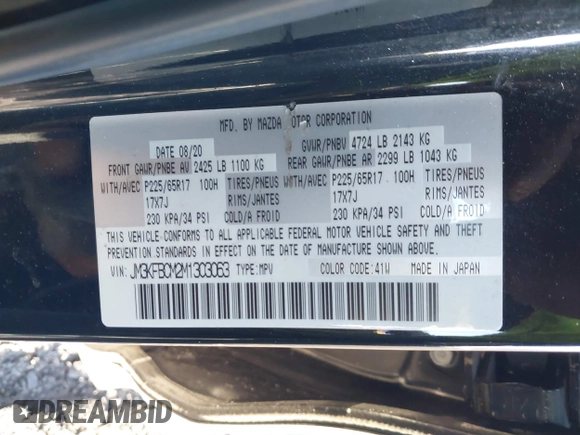 MFD. BY MAZDA MOTOR CORPORATION
DATE 08/20 GVWR/PNBV 4724 LB 2143 KG
FRONT GAWR/PNBE AV 2425 LB 1100 KG REAR GAWR/PNBE AR 2299 LB 1043 KG
WITH/AVEC P225/65R17 100H TIRES/PNEUS WITH/AVEC P225/65R17 100H TIRES/PNEUS
17X7J RIMS/JANTES 17X7J RIMS/JANTES
230 KPA/34 PSI COLD/A FROID 230 KPA/34 PSI COLD/A FROID
THIS VEHICLE CONFORMS TO ALL APPLICABLE FEDERAL MOTOR VEHICLE SAFETY AND THEFT
PREVENTION STANDARDS IN EFFECT ON THE DATE OF MANUFACTURE SHOWN ABOVE.
VIN: JM3KFBCM2M1303063 TYPE: MPV COLOR CODE: 41W MADE IN JAPAN
DREAMBID